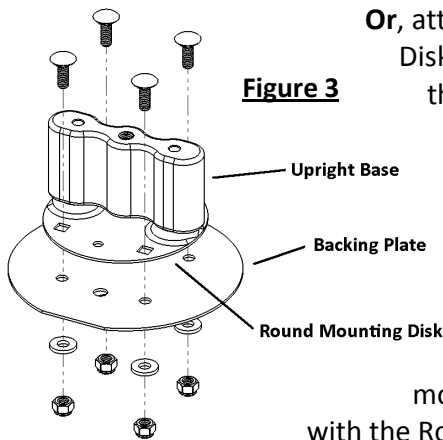 Or, att
Disk
Figure 3
th
Upright Base
Backing Plate
Round Mounting Disk
mo
with the Ro